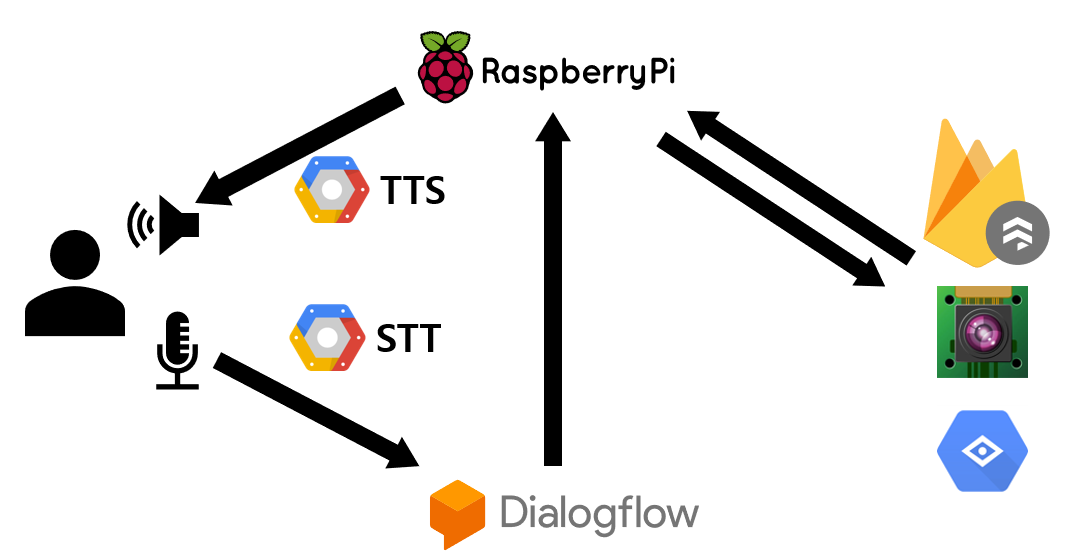 RaspberryPi
TTS
STT
Dialogflow